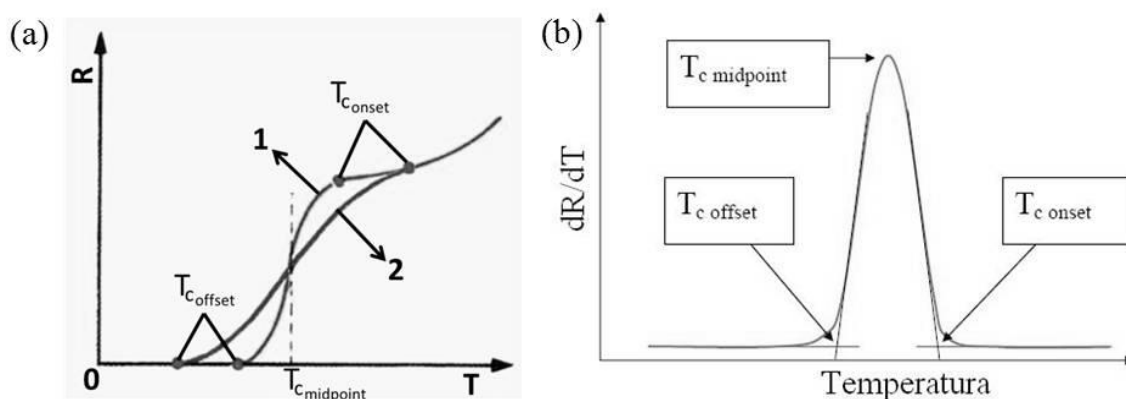 (a)
R
T
c onset
1
2
T
c offset
0
T
c midpoint
T
(b)
dR/dT
T c midpoint
T c offset
T c onset
Temperatura